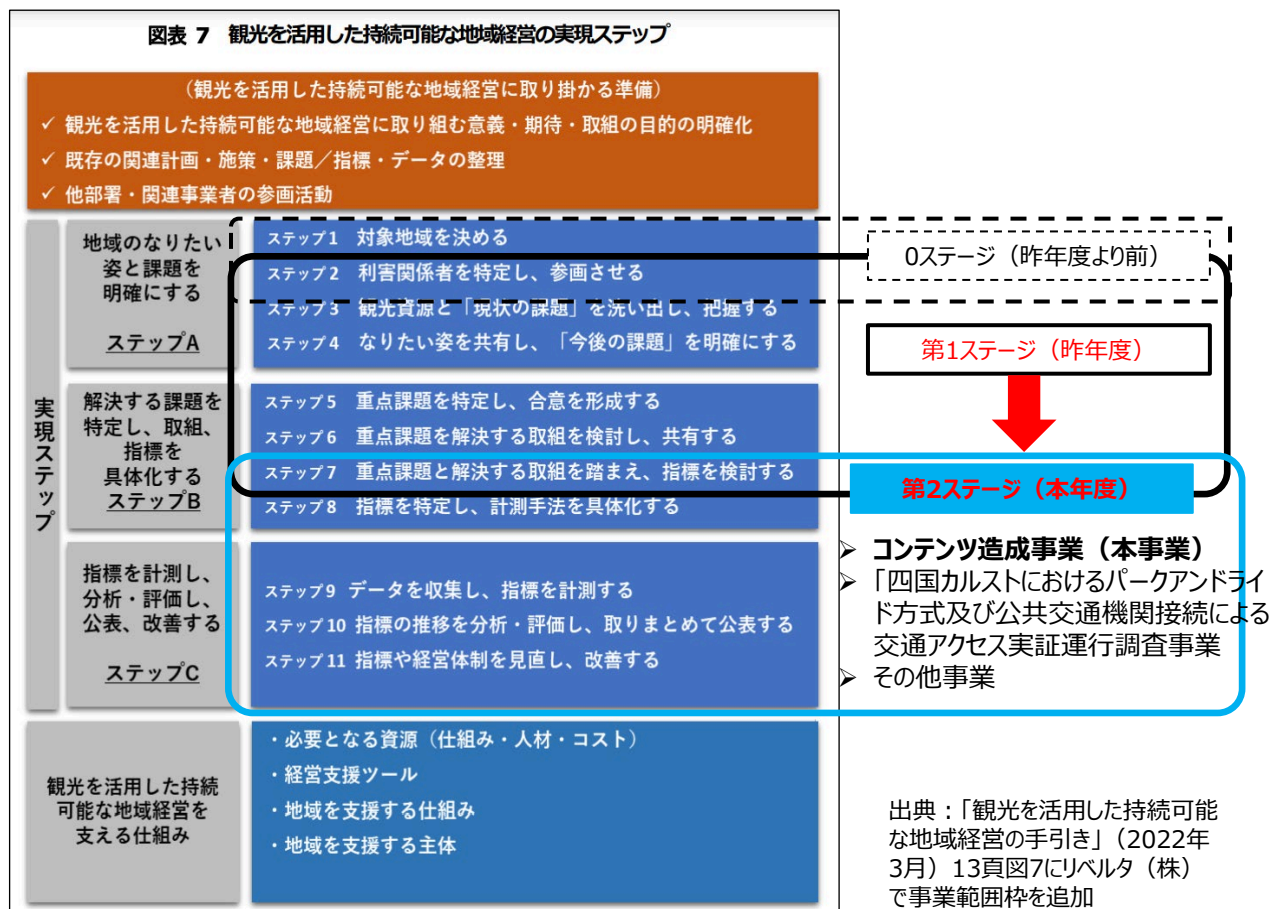 図表 7 観光を活用した持続可能な地域経営の実現ステップ
（観光を活用した持続可能な地域経営に取り掛かる準備）
✓ 観光を活用した持続可能な地域経営に取り組む意義・期待・取組の目的の明確化
✓ 既存の関連計画・施策・課題／指標・データの整理
✓ 他部署・関連事業者の参画活動
実現ステップ
地域のなりたい
姿と課題を
明確にする
ステップA
ステップ1 対象地域を決める
ステップ2 利害関係者を特定し、参画させる
ステップ3 観光資源と「現状の課題」を洗い出し、把握する
ステップ4 なりたい姿を共有し、「今後の課題」を明確にする
解決する課題を
特定し、取組、
指標を
具体化する
ステップB
ステップ5 重点課題を特定し、合意を形成する
ステップ6 重点課題を解決する取組を検討し、共有する
ステップ7 重点課題と解決する取組を踏まえ、指標を検討する
ステップ8 指標を特定し、計測手法を具体化する
指標を計測し、
分析・評価し、
公表、改善する
ステップC
ステップ9 データを収集し、指標を計測する
ステップ10 指標の推移を分析・評価し、取りまとめて公表する
ステップ11 指標や経営体制を見直し、改善する
観光を活用した持続
可能な地域経営を
支える仕組み
・必要となる資源（仕組み・人材・コスト）
・経営支援ツール
・地域を支援する仕組み
・地域を支援する主体
0ステージ（昨年度より前）
第1ステージ（昨年度）
第2ステージ（本年度）
➢ コンテンツ造成事業（本事業）
➢ 「四国カルストにおけるパークアンドライ
ド方式及び公共交通機関接続による
交通アクセス実証運行調査事業
➢ その他事業
出典：「観光を活用した持続可能
な地域経営の手引き」（2022年
3月）13頁図7にリベルタ（株）
で事業範囲枠を追加